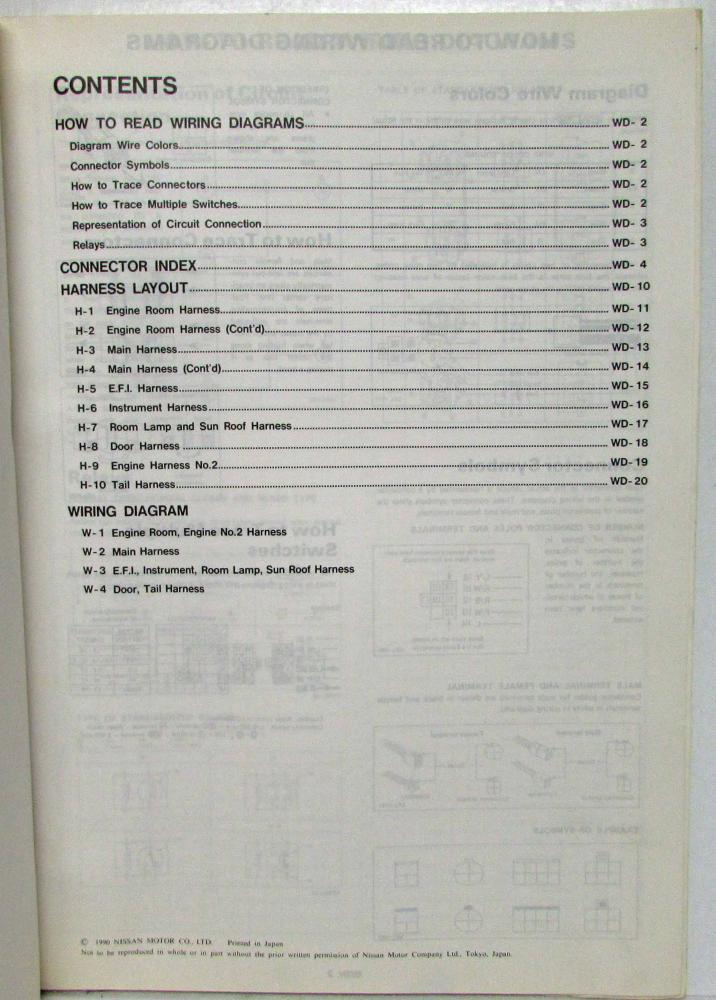 CONTENTS
HOW TO READ WIRING DIAGRAMS........ WD- 2
Diagram Wire Colors........ WD- 2
Connector Symbols........ WD- 2
How to Trace Connectors........ WD- 2
How to Trace Multiple Switches........ WD- 2
Representation of Circuit Connection........ WD- 3
Relays........ WD- 3
CONNECTOR INDEX........ WD- 4
HARNESS LAYOUT........ WD- 10
H-1 Engine Room Harness........ WD- 11
H-2 Engine Room Harness (Cont'd)........ WD- 12
H-3 Main Harness........ WD- 13
H-4 Main Harness (Cont'd)........ WD- 14
H-5 E.F.I. Harness........ WD- 15
H-6 Instrument Harness........ WD- 16
H-7 Room Lamp and Sun Roof Harness........ WD- 17
H-8 Door Harness........ WD- 18
H-9 Engine Harness No.2........ WD- 19
H-10 Tail Harness........ WD- 20
WIRING DIAGRAM
W- 1 Engine Room, Engine No.2 Harness
W- 2 Main Harness
W- 3 E.F.I., Instrument, Room Lamp, Sun Roof Harness
W- 4 Door, Tail Harness
© 1990 NISSAN MOTOR CO., LTD. Printed in Japan
Not to be reproduced in whole or in part without the prior written permission of Nissan Motor Company Ltd., Tokyo, Japan.